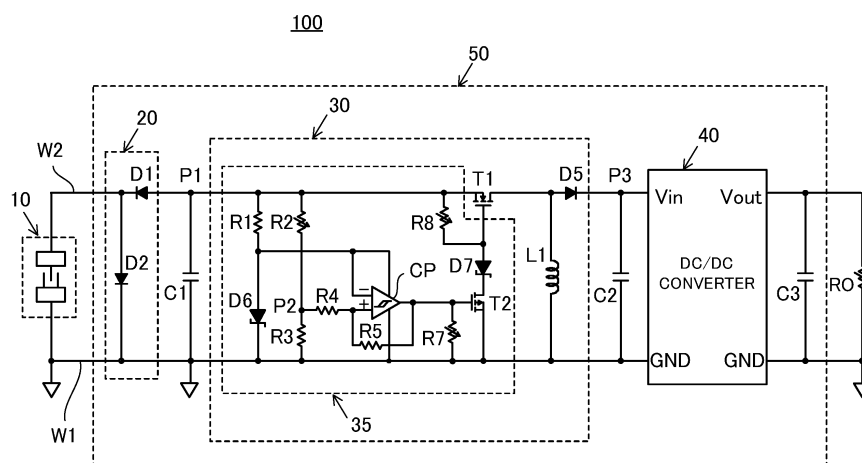 100
50
20
30
40
W2
D1
P1
T1
D5
P3
10
Vin
Vout
R1
R2
R8
D2
C1
D7
L1
CP
DC/DC
CONVERTER
D6
P2
R4
T2
C2
C3
RO
R3
R5
R7
GND
GND
W1
35